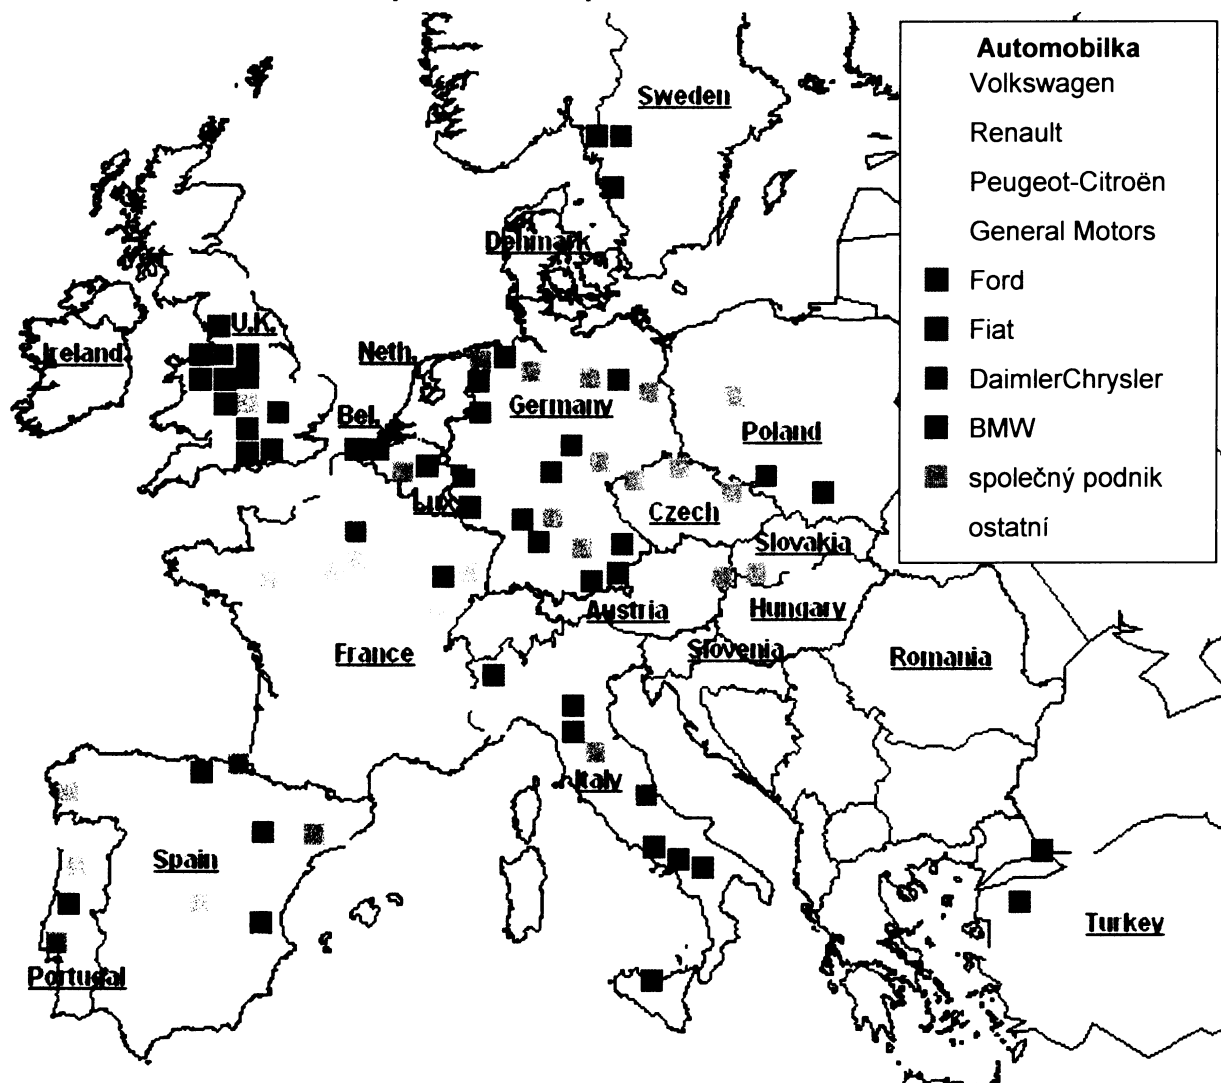 Automobilka
Volkswagen
Renault
Peugeot-Citroën
General Motors
Ford
Fiat
DaimlerChrysler
BMW
společný podnik
ostatní
Sweden
Denmark
U.K.
Ireland
Neth.
Germany
Bel.
Poland
Lux.
Czech
Slovakia
Austria
Hungary
France
Slovenia
Romania
Italy
Spain
Turkey
Portugal